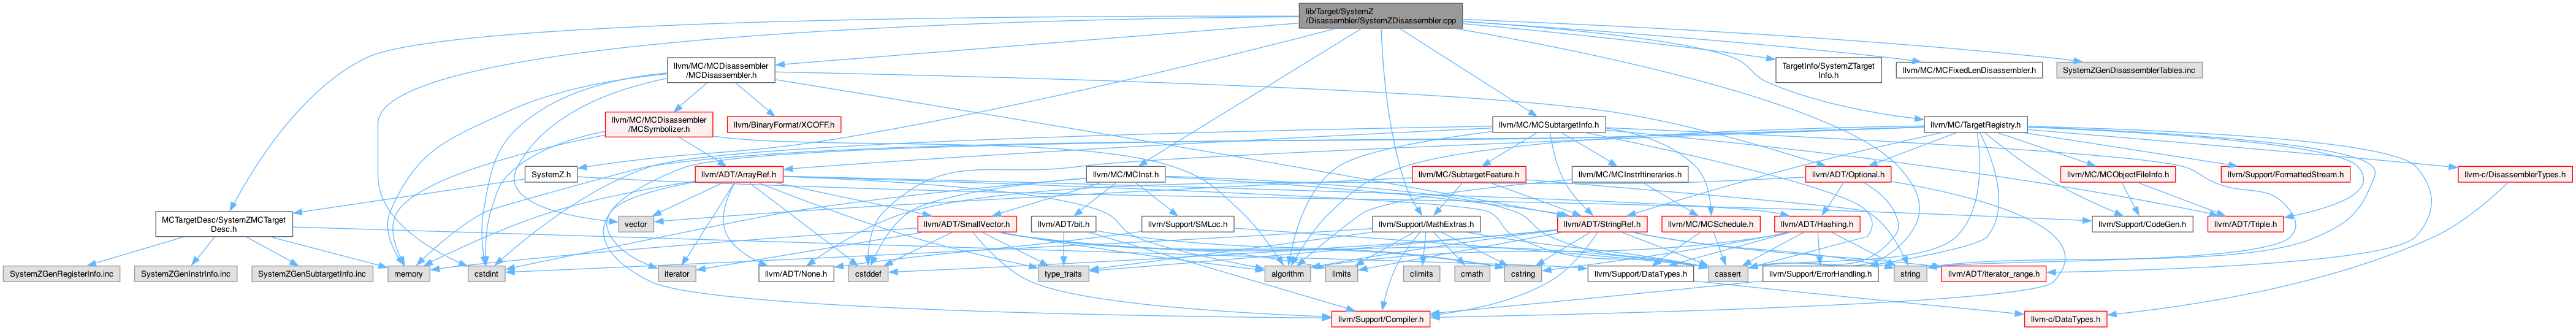 lib/Target/SystemZ
/Disassembler/SystemZDisassembler.cpp
llvm/MC/MCDisassembler
/MCDisassembler.h
TargetInfo/SystemZTarget
Info.h
llvm/MC/MCFixedLenDisassembler.h
SystemZGenDisassemblerTables.inc
llvm/MC/MCDisassembler
/MCSymbolizer.h
llvm/BinaryFormat/XCOFF.h
llvm/MC/MCSubtargetInfo.h
llvm/MC/TargetRegistry.h
SystemZ.h
llvm/ADT/ArrayRef.h
llvm/MC/MCInst.h
llvm/MC/SubtargetFeature.h
llvm/MC/MCInstrItineraries.h
llvm/ADT/Optional.h
llvm/MC/MCObjectFileInfo.h
llvm/Support/FormattedStream.h
llvm-c/DisassemblerTypes.h
MCTargetDesc/SystemZMCTarget
Desc.h
vector
llvm/ADT/SmallVector.h
llvm/ADT/bit.h
llvm/Support/SMLoc.h
llvm/Support/MathExtras.h
llvm/ADT/StringRef.h
llvm/MC/MCSchedule.h
llvm/ADT/Hashing.h
llvm/Support/CodeGen.h
llvm/ADT/Triple.h
SystemZGenRegisterInfo.inc
SystemZGenInstrInfo.inc
SystemZGenSubtargetInfo.inc
memory
cstdint
iterator
llvm/ADT/None.h
cstddef
type_traits
algorithm
limits
climits
cmath
cstring
llvm/Support/DataTypes.h
cassert
llvm/Support/ErrorHandling.h
string
llvm/ADT/iterator_range.h
llvm/Support/Compiler.h
llvm-c/DataTypes.h